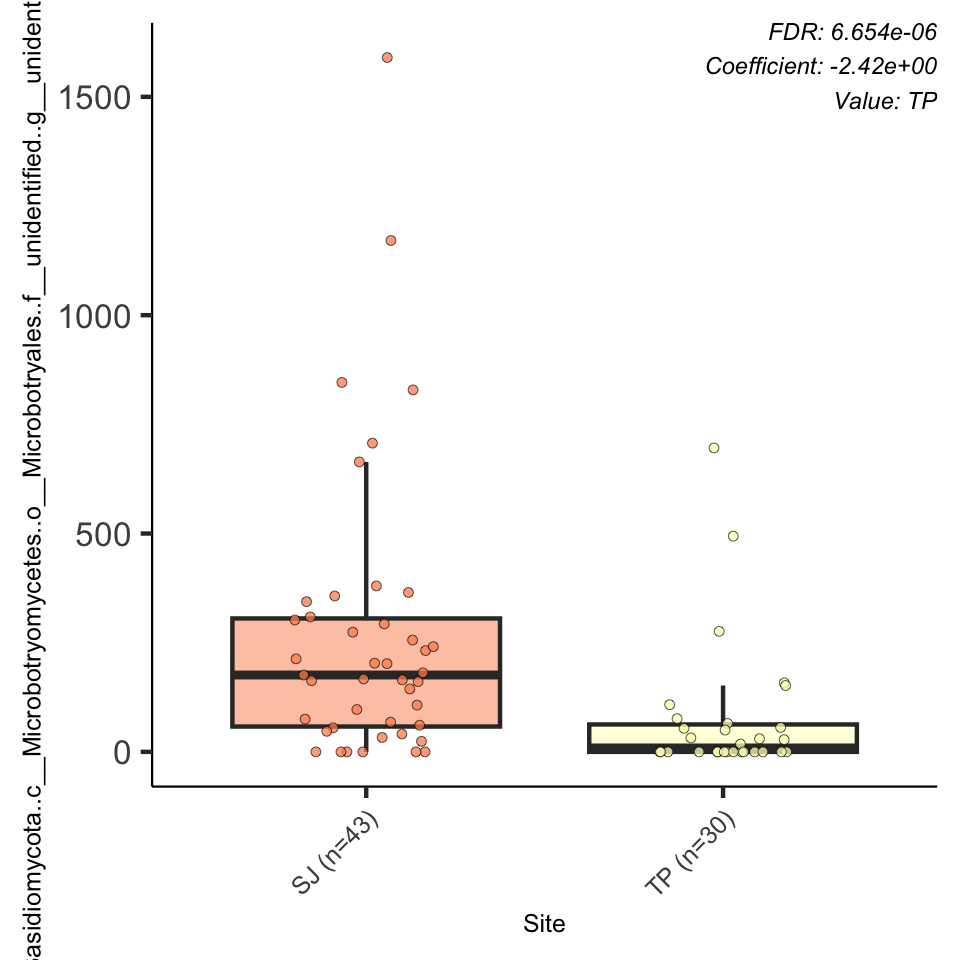 FDR: 6.654e-06
Coefficient: -2.42e+00
Value: TP
asidiomycota..c__Microbotryomycetes..o__Microbotryales..f__unidentified..g__unident
1500
1000
500
0
SJ (n=43)
TP (n=30)
Site